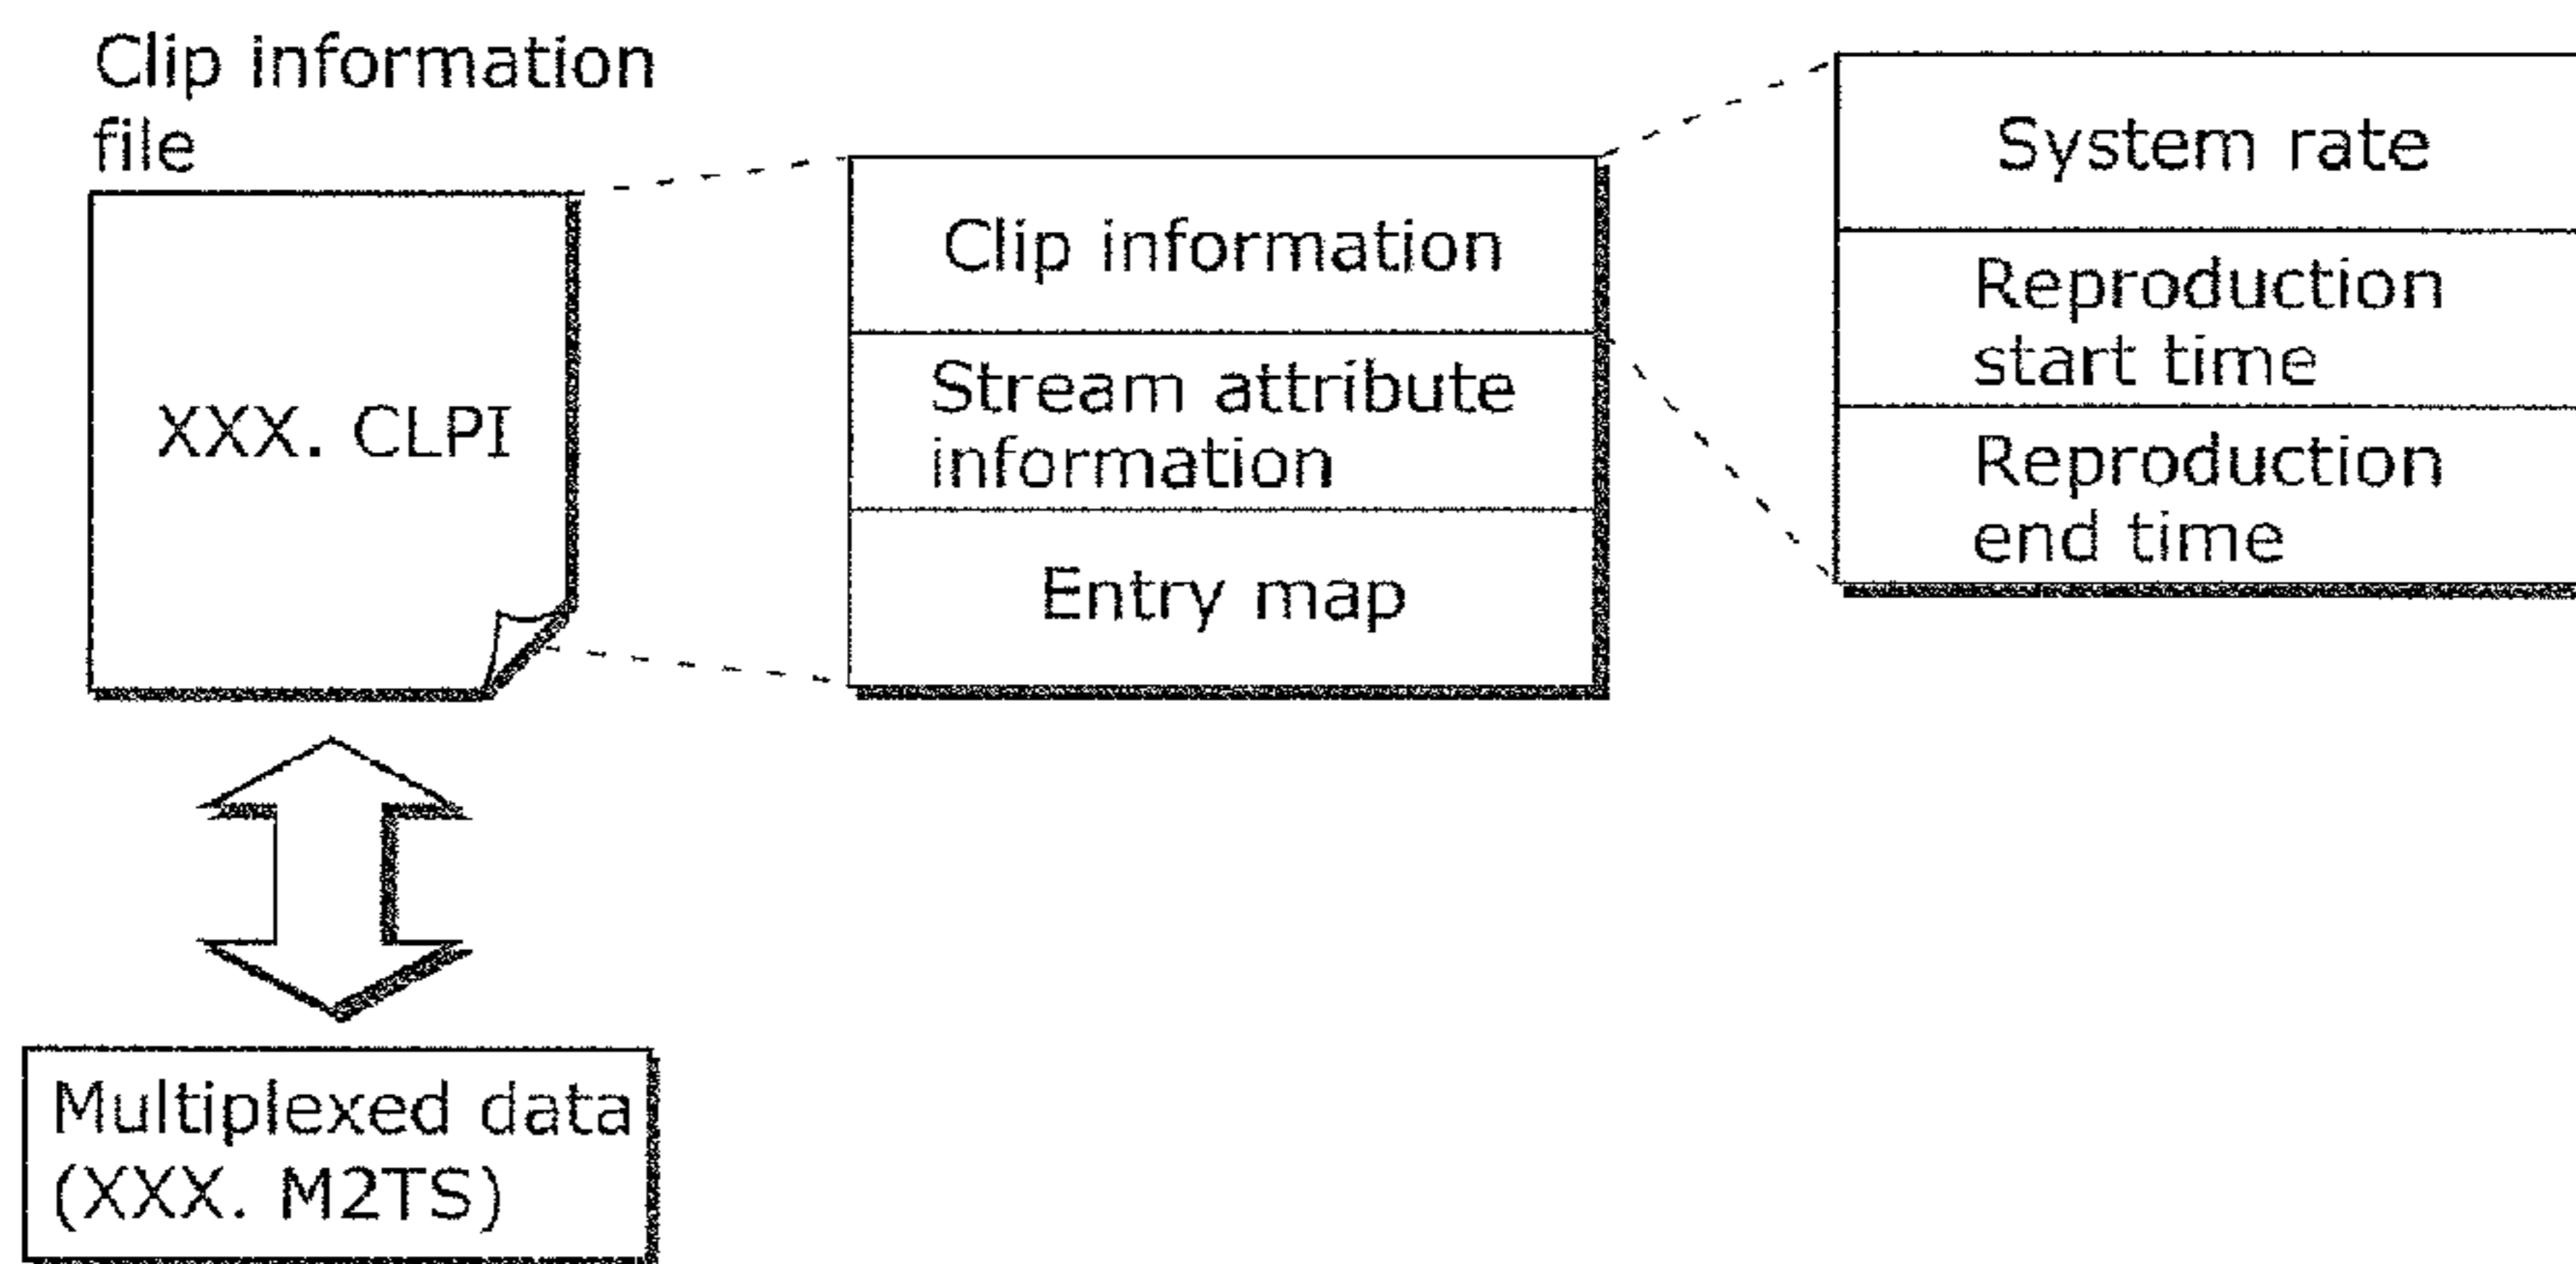 Clip information
file
XXX. CLPI
Clip information
Stream attribute
information
Entry map
System rate
Reproduction
start time
Reproduction
end time
Multiplexed data
(XXX. M2TS)